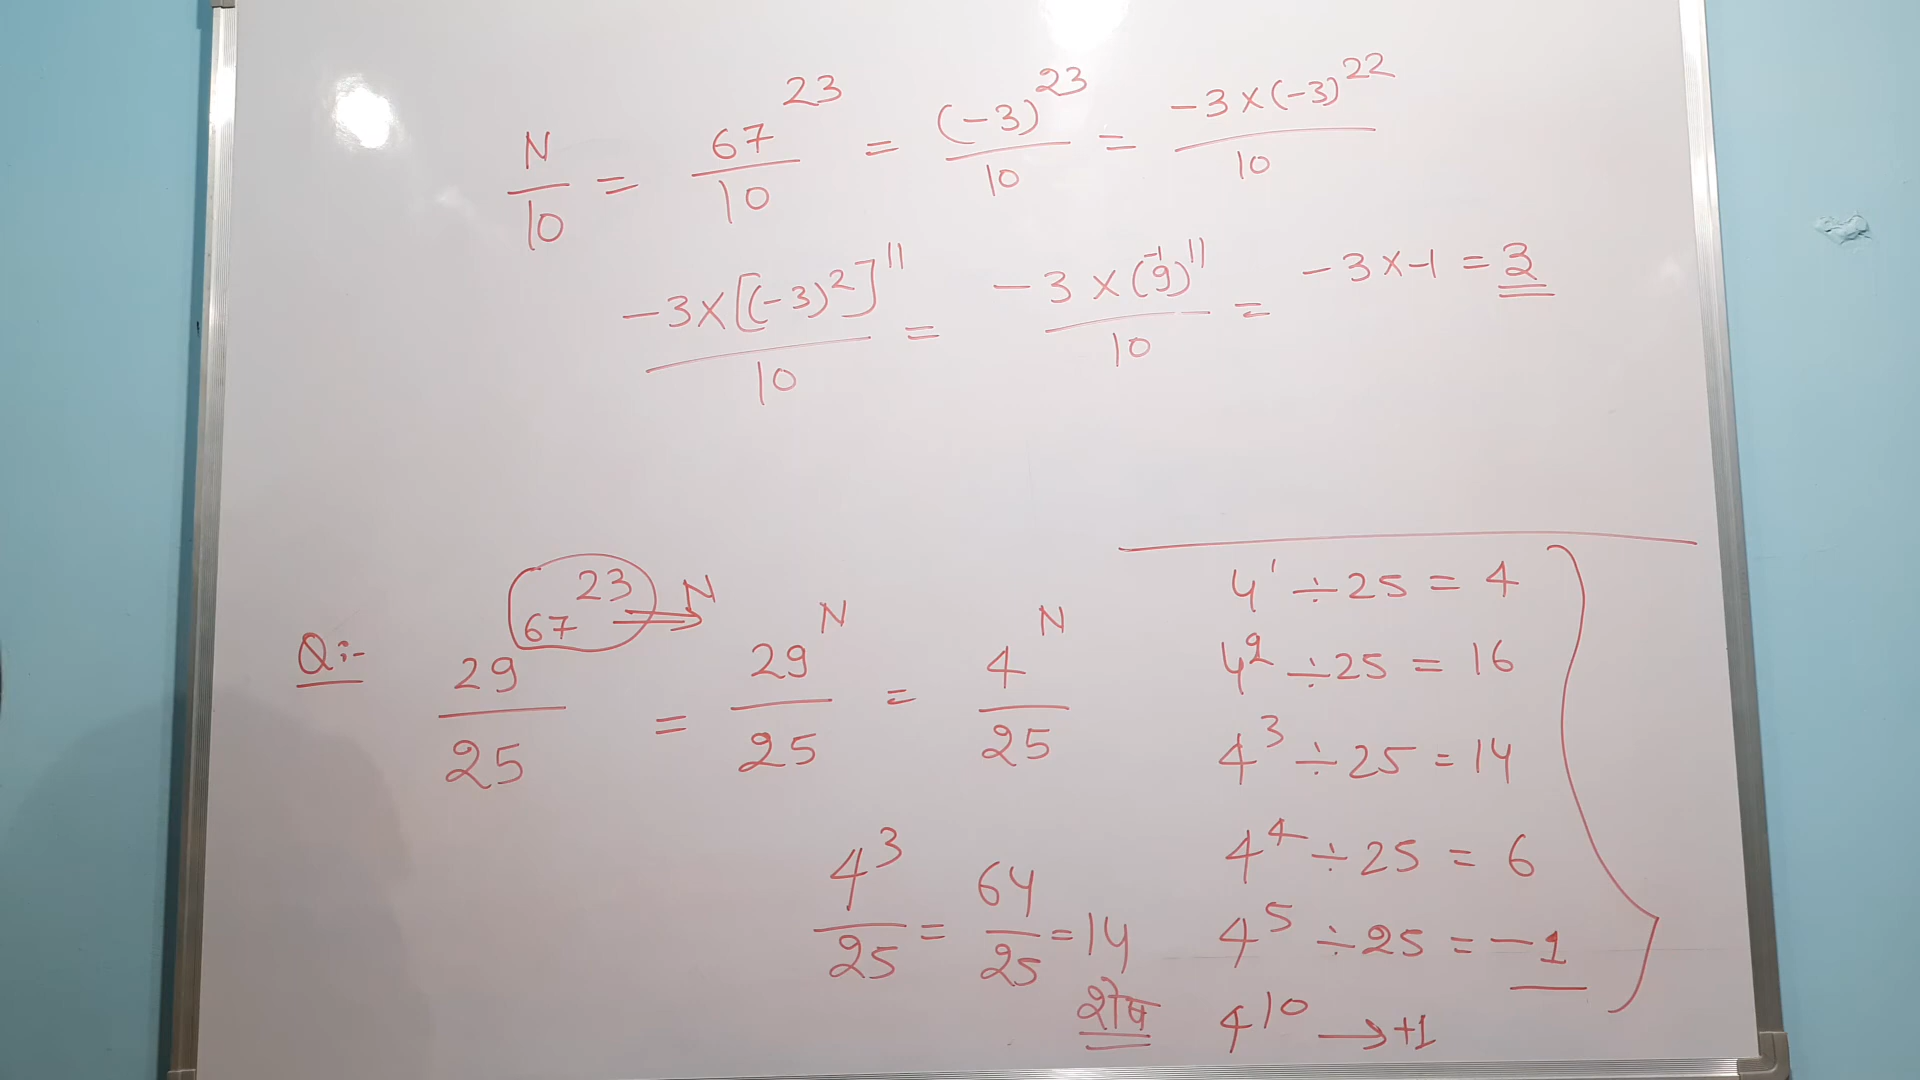 N/10 = 67^23/10 = (-3)^23/10 = -3×(-3)^22/10
-3×[(-3)^2]^11/10 = -3×(9)^11/10 = -3×-1 = 3
-1
Q:- 29^67^23/25 = 29^N/25 = 4^N/25
67^23 ⇒ N
4^3/25 = 64/25 = 14
शेष
4^1 ÷ 25 = 4
4^2 ÷ 25 = 16
4^3 ÷ 25 = 14
4^4 ÷ 25 = 6
4^5 ÷ 25 = -1
4^10 → +1